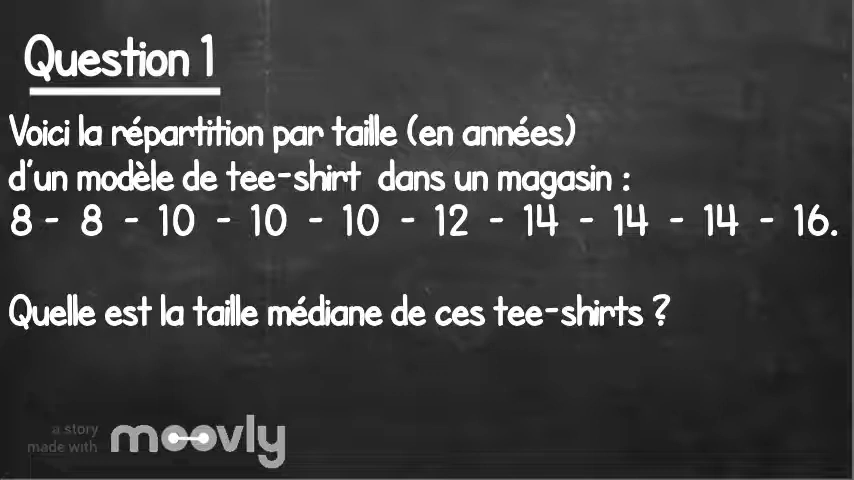 Question 1
Voici la répartition par taille (en années)
d'un modèle de tee-shirt dans un magasin :
8 - 8 - 10 - 10 - 10 - 12 - 14 - 14 - 14 - 16.
Quelle est la taille médiane de ces tee-shirts ?
a story
made with moovly